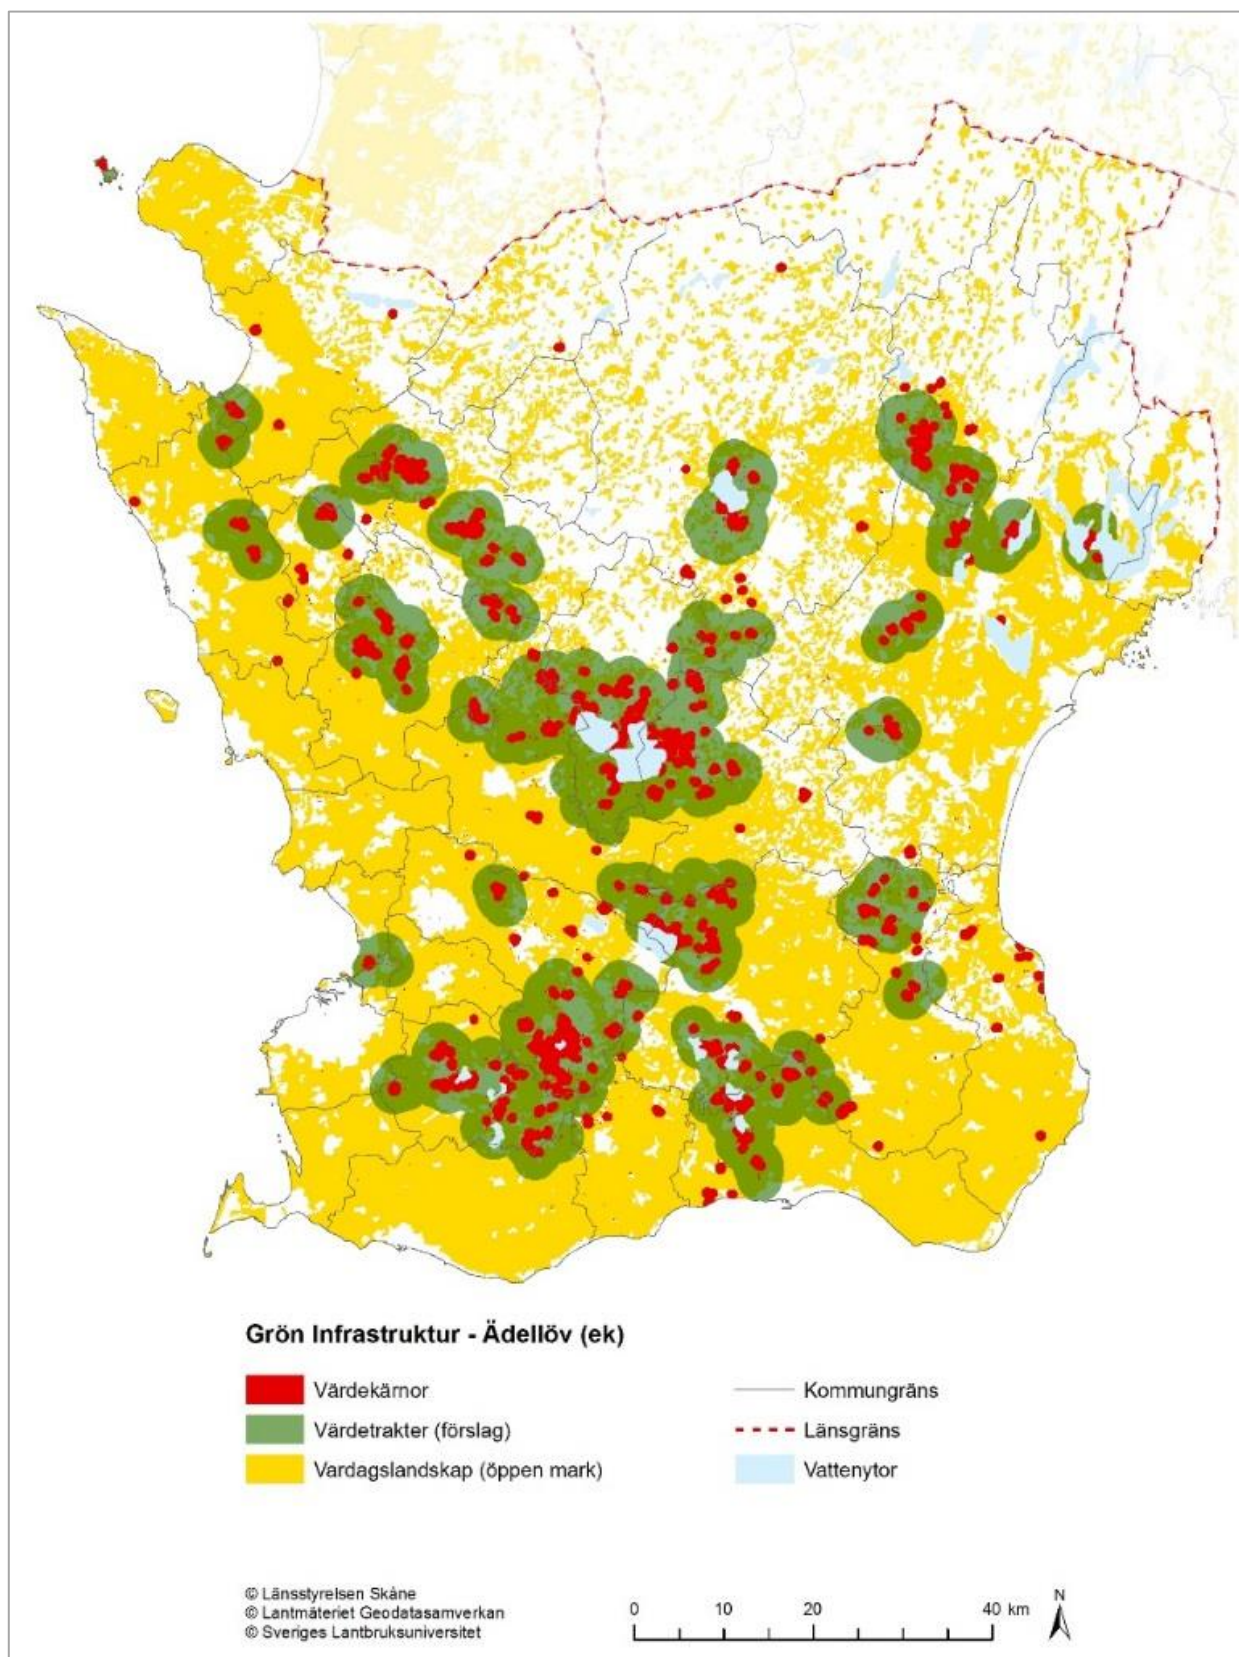 Grön Infrastruktur - Ädellöv (ek)
Värdekärnor
Värdetrakter (förslag)
Vardagslandskap (öppen mark)
Kommungräns
Länsgräns
Vattenytor
© Länsstyrelsen Skåne
© Lantmäteriet Geodatasamverkan
© Sveriges Lantbruksuniversitet
0 10 20 40 km
N